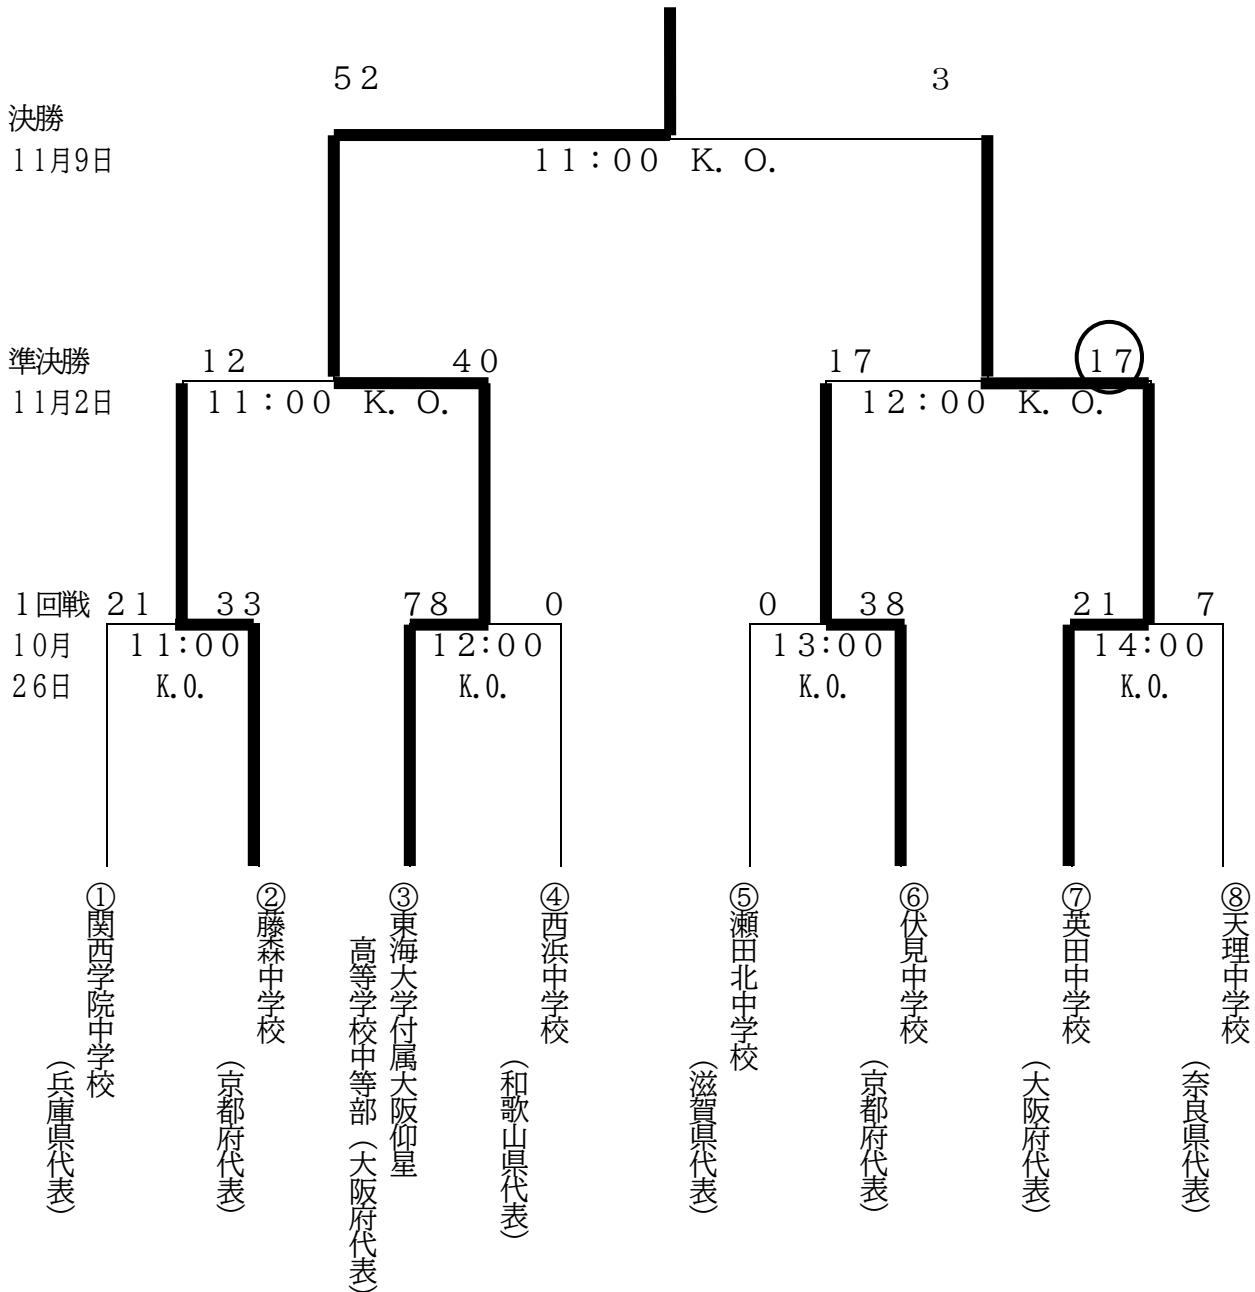 ５２ ３
決勝
１１月９日 １１：００ Ｋ．Ｏ．
準決勝 １２ ４０ １７ １７
１１月２日 １１：００ Ｋ．Ｏ． １２：００ Ｋ．Ｏ．
１回戦 ２１ ３３ ７８ ０ ０ ３８ ２１ ７
１０月 １１：００ １２：００ １３：００ １４：００
２６日 K.O. K.O. K.O. K.O.
①関西学院中学校
（兵庫県代表）
②藤森中学校
（京都府代表）
③東海大学付属大阪仰星
高等学校中等部（大阪府代表）
④西浜中学校
（和歌山県代表）
⑤瀬田北中学校
（滋賀県代表）
⑥伏見中学校
（京都府代表）
⑦英田中学校
（大阪府代表）
⑧天理中学校
（奈良県代表）